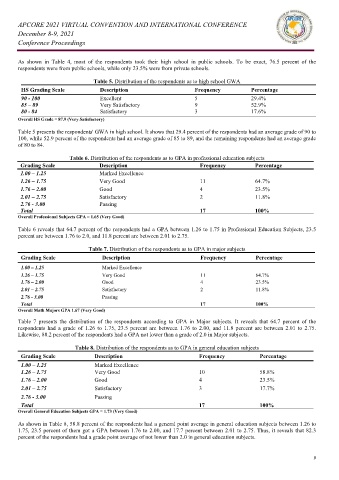 APCORE 2021 VIRTUAL CONVENTION AND INTERNATIONAL CONFERENCE
December 8-9, 2021
Conference Proceedings
As shown in Table 4, most of the respondents took their high school in public schools. To be exact, 76.5 percent of the
respondents were from public schools, while only 23.5% were from private schools.
Table 5. Distribution of the respondents as to high school GWA
HS Grading Scale Description Frequency Percentage
90 - 100 Excellent 5 29.4%
85 – 89 Very Satisfactory 9 52.9%
80 - 84 Satisfactory 3 17.6%
Overall HS Grade = 87.9 (Very Satisfactory)
Table 5 presents the respondents' GWA in high school. It shows that 29.4 percent of the respondents had an average grade of 90 to
100, while 52.9 percent of the respondents had an average grade of 85 to 89, and the remaining respondents had an average grade
of 80 to 84.
Table 6. Distribution of the respondents as to GPA in professional education subjects
Grading Scale Description Frequency Percentage
1.00 – 1.25 Marked Excellence
1.26 – 1.75 Very Good 11 64.7%
1.76 – 2.00 Good 4 23.5%
2.01 – 2.75 Satisfactory 2 11.8%
2.76 - 3.00 Passing
Total 17 100%
Overall Professional Subjects GPA = 1.65 (Very Good)
Table 6 reveals that 64.7 percent of the respondents had a GPA between 1.26 to 1.75 in Professional Education Subjects, 23.5
percent are between 1.76 to 2.0, and 11.8 percent are between 2.01 to 2.75.
Table 7. Distribution of the respondents as to GPA in major subjects
Grading Scale Description Frequency Percentage
1.00 – 1.25 Marked Excellence
1.26 – 1.75 Very Good 11 64.7%
1.76 – 2.00 Good 4 23.5%
2.01 – 2.75 Satisfactory 2 11.8%
2.76 - 3.00 Passing
Total 17 100%
Overall Math Majors GPA 1.67 (Very Good)
Table 7 presents the distribution of the respondents according to GPA in Major subjects. It reveals that 64.7 percent of the
respondents had a grade of 1.26 to 1.75, 23.5 percent are between 1.76 to 2.00, and 11.8 percent are between 2.01 to 2.75.
Likewise, 88.2 percent of the respondents had a GPA not lower than a grade of 2.0 in Major subjects.
Table 8. Distribution of the respondents as to GPA in general education subjects
Grading Scale Description Frequency Percentage
1.00 – 1.25 Marked Excellence
1.26 – 1.75 Very Good 10 58.8%
1.76 – 2.00 Good 4 23.5%
2.01 – 2.75 Satisfactory 3 17.7%
2.76 - 3.00 Passing
Total 17 100%
Overall General Education Subjects GPA = 1.73 (Very Good)
As shown in Table 8, 58.8 percent of the respondents had a general point average in general education subjects between 1.26 to
1.75, 23.5 percent of them got a GPA between 1.76 to 2.00, and 17.7 percent between 2.01 to 2.75. Thus, it reveals that 82.3
percent of the respondents had a grade point average of not lower than 2.0 in general education subjects.